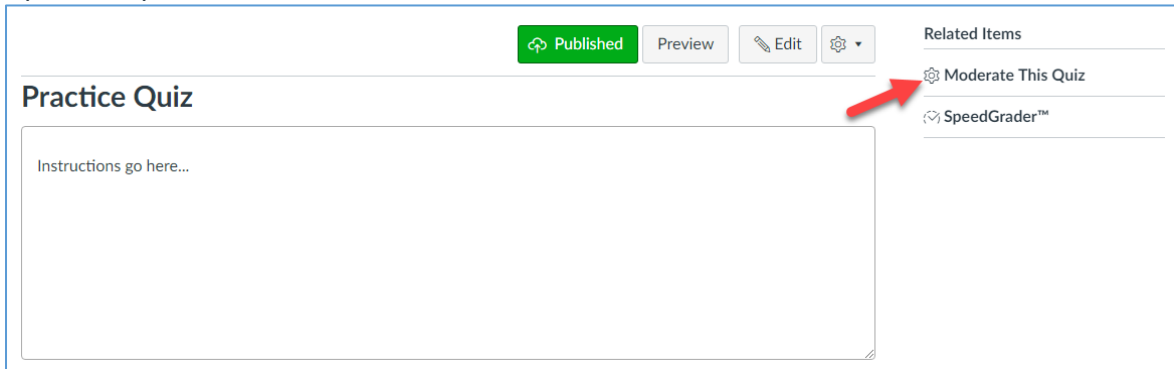 Published Preview Edit
Related Items
Moderate This Quiz
SpeedGrader™
Practice Quiz
Instructions go here...